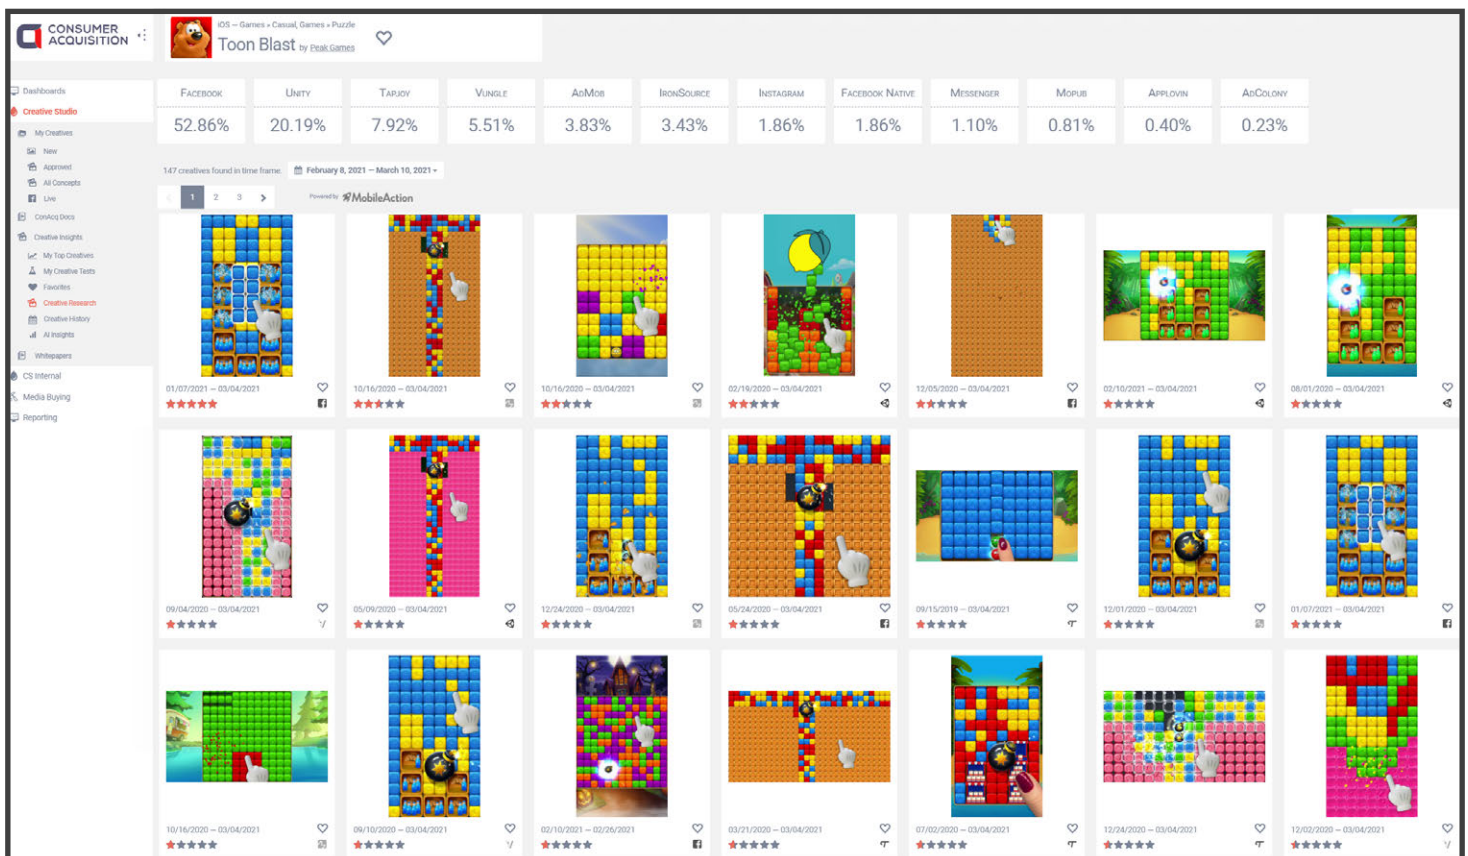 CONSUMER
ACQUISITION
iOS – Games » Casual, Games » Puzzle
Toon Blast by Peak Games
Dashboards
Creative Studio
My Creatives
New
Approved
All Concepts
Live
ConAcq Docs
Creative Insights
My Top Creatives
My Creative Tests
Favorites
Creative Research
Creative History
AI Insights
Whitepapers
CS Internal
Media Buying
Reporting
FACEBOOK UNITY TAPJOY VUNGLE ADMOB IRONSOURCE INSTAGRAM FACEBOOK NATIVE MESSENGER MOPUB APPLOVIN ADCOLONY
52.86% 20.19% 7.92% 5.51% 3.83% 3.43% 1.86% 1.86% 1.10% 0.81% 0.40% 0.23%
147 creatives found in time frame: February 8, 2021 — March 10, 2021
1 2 3
Powered by MobileAction
01/07/2021 – 03/04/2021 10/16/2020 – 03/04/2021 10/16/2020 – 03/04/2021 02/19/2020 – 03/04/2021 12/05/2020 – 03/04/2021 02/10/2021 – 03/04/2021 08/01/2020 – 03/04/2021
09/04/2020 – 03/04/2021 05/09/2020 – 03/04/2021 12/24/2020 – 03/04/2021 05/24/2020 – 03/04/2021 09/15/2019 – 03/04/2021 12/01/2020 – 03/04/2021 01/07/2021 – 03/04/2021
10/16/2020 – 03/04/2021 09/10/2020 – 03/04/2021 02/10/2021 – 02/26/2021 03/21/2020 – 03/04/2021 07/02/2020 – 03/04/2021 12/24/2020 – 03/04/2021 12/02/2020 – 03/04/2021